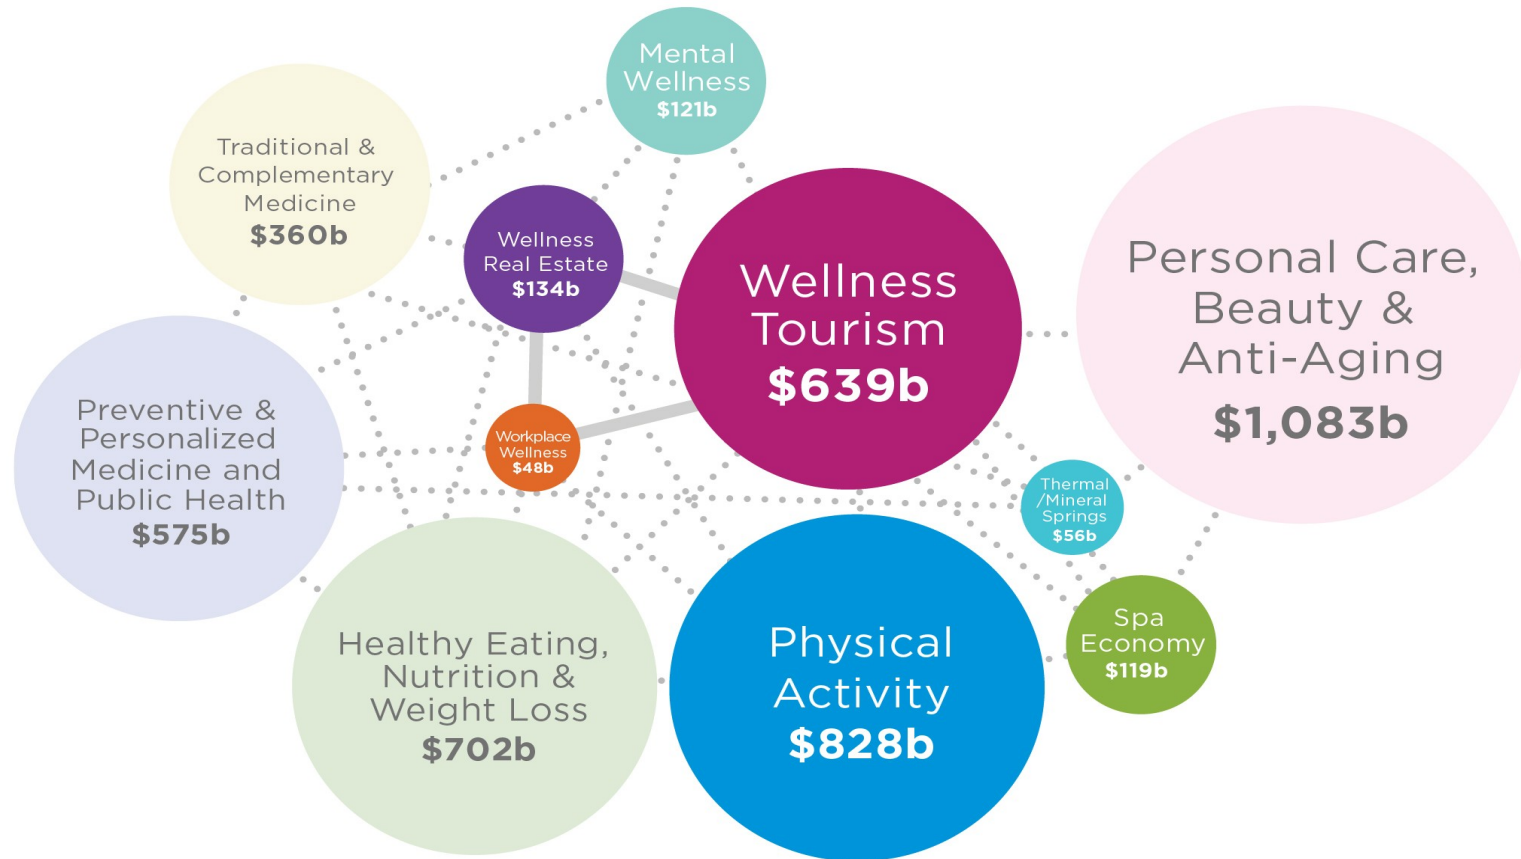 Mental
Wellness
$121b
Traditional &
Complementary
Medicine
$360b
Wellness
Real Estate
$134b
Wellness
Tourism
$639b
Personal Care,
Beauty &
Anti-Aging
$1,083b
Preventive &
Personalized
Medicine and
Public Health
$575b
Workplace
Wellness
$48b
Thermal
/Mineral
Springs
$56b
Healthy Eating,
Nutrition &
Weight Loss
$702b
Physical
Activity
$828b
Spa
Economy
$119b